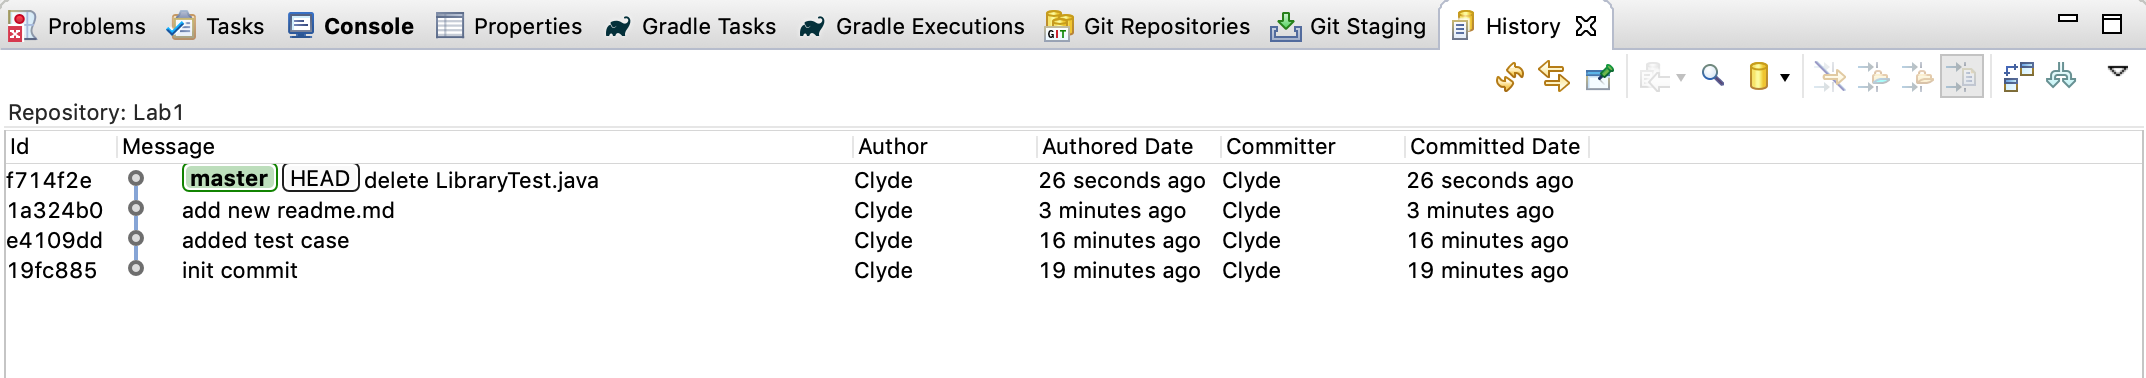 Problems Tasks Console Properties Gradle Tasks Gradle Executions GIT Git Repositories Git Staging History
Repository: Lab1
Id Message Author Authored Date Committer Committed Date
f714f2e master HEAD delete LibraryTest.java Clyde 26 seconds ago Clyde 26 seconds ago
1a324b0 add new readme.md Clyde 3 minutes ago Clyde 3 minutes ago
e4109dd added test case Clyde 16 minutes ago Clyde 16 minutes ago
19fc885 init commit Clyde 19 minutes ago Clyde 19 minutes ago